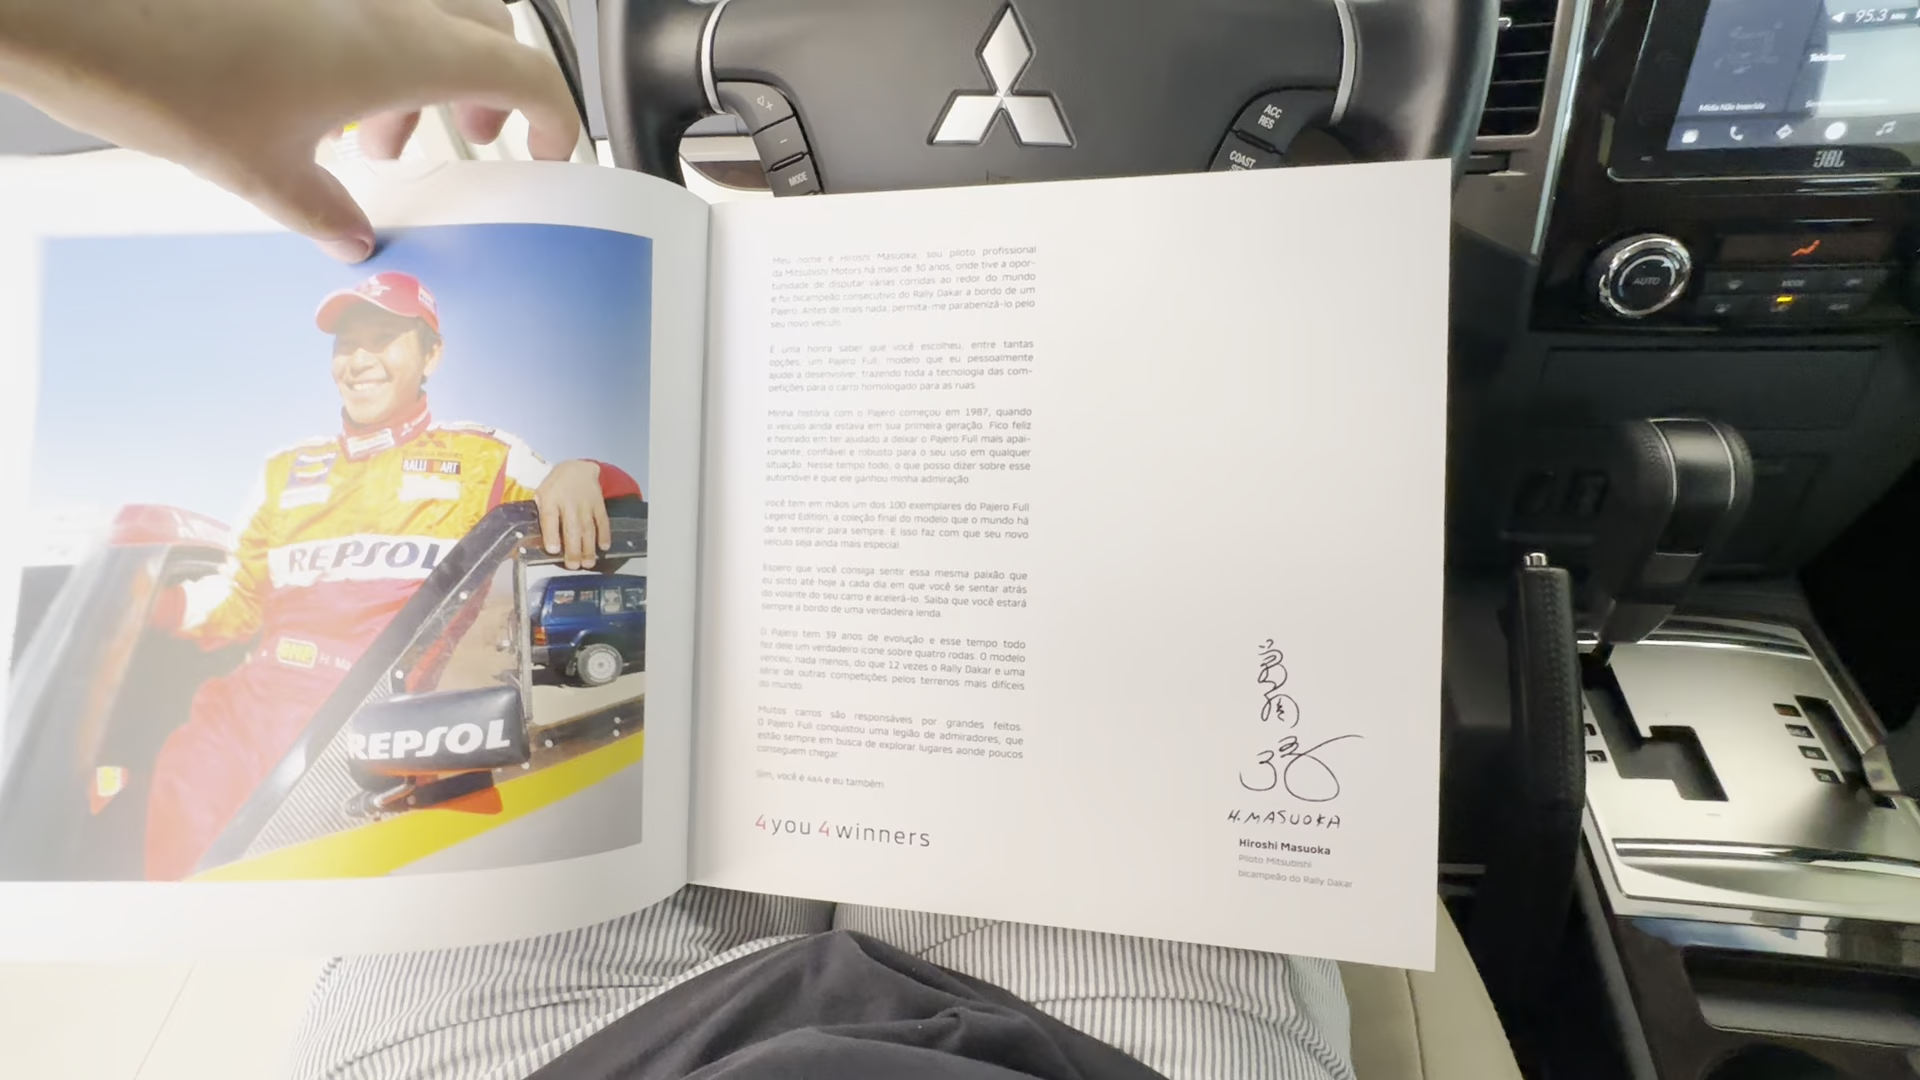 ACC
RES
COAST
MODE
95.3
Telefone
Mídia Não Inserida
JBL
AUTO
MODE
RALLI ART
REPSOL
REPSOL
Meu nome é Hiroshi Masuoka, sou piloto profissional
da Mitsubishi Motors há mais de 30 anos, onde tive a opor-
tunidade de disputar várias corridas ao redor do mundo
e fui bicampeão consecutivo do Rally Dakar a bordo de um
Pajero. Antes de mais nada, permita-me parabenizá-lo pelo
seu novo veículo.
É uma honra saber que você escolheu, entre tantas
opções, um Pajero Full, modelo que eu pessoalmente
ajudei a desenvolver, trazendo toda a tecnologia das com-
petições para o carro homologado para as ruas.
Minha história com o Pajero começou em 1987, quando
o veículo ainda estava em sua primeira geração. Fico feliz
e honrado em ter ajudado a deixar o Pajero Full mais apai-
xonante, confiável e robusto para o seu uso em qualquer
situação. Nesse tempo todo, o que posso dizer sobre esse
automóvel é que ele ganhou minha admiração.
Você tem em mãos um dos 100 exemplares do Pajero Full
Legend Edition, a coleção final do modelo que o mundo há
de se lembrar para sempre. E isso faz com que seu novo
veículo seja ainda mais especial.
Espero que você consiga sentir essa mesma paixão que
eu sinto até hoje a cada dia em que você se sentar atrás
do volante do seu carro e acelerá-lo. Saiba que você estará
sempre a bordo de uma verdadeira lenda.
O Pajero tem 39 anos de evolução e esse tempo todo
fez dele um verdadeiro ícone sobre quatro rodas. O modelo
venceu, nada menos, do que 12 vezes o Rally Dakar e uma
série de outras competições pelos terrenos mais difíceis
do mundo.
Muitos carros são responsáveis por grandes feitos.
O Pajero Full conquistou uma legião de admiradores, que
estão sempre em busca de explorar lugares aonde poucos
conseguem chegar.
Sim, você é 4x4 e eu também.
4you 4winners
H. MASUOKA
Hiroshi Masuoka
Piloto Mitsubishi
bicampeão do Rally Dakar